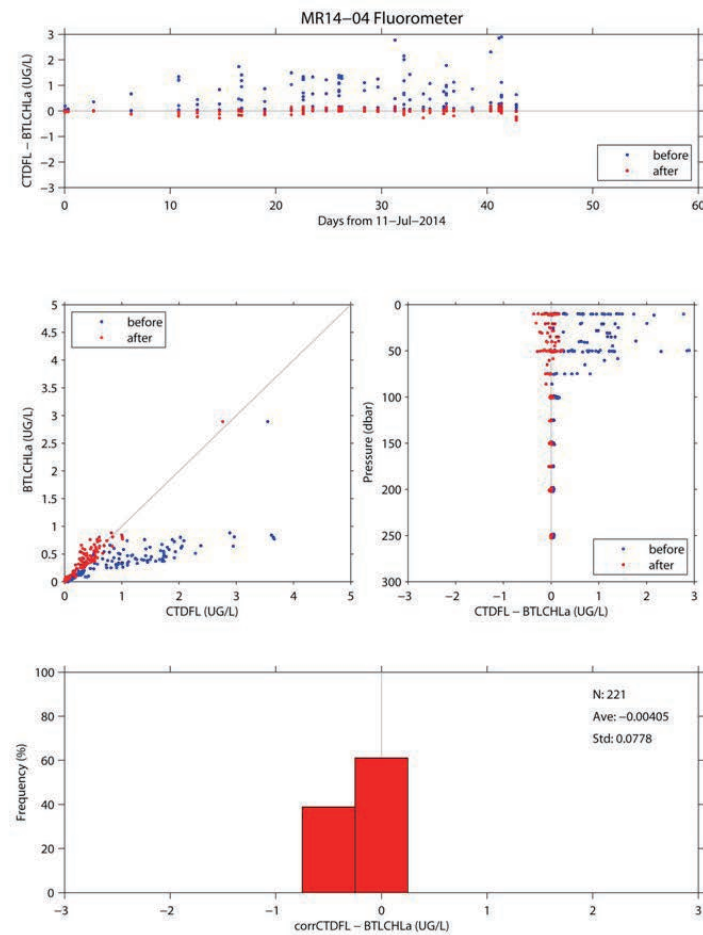 MR14−04 Fluorometer
CTDFL − BTLCHLa (UG/L)
3
2
1
0
−1
−2
−3
before
after
0 10 20 30 40 50 60
Days from 11−Jul−2014
BTLCHLa (UG/L)
5
4.5
4
3.5
3
2.5
2
1.5
1
0.5
0
before
after
0 1 2 3 4 5
CTDFL (UG/L)
Pressure (dbar)
0
50
100
150
200
250
300
before
after
−3 −2 −1 0 1 2 3
CTDFL − BTLCHLa (UG/L)
Frequency (%)
100
80
60
40
20
0
N: 221
Ave: −0.00405
Std: 0.0778
−3 −2 −1 0 1 2 3
corrCTDFL − BTLCHLa (UG/L)